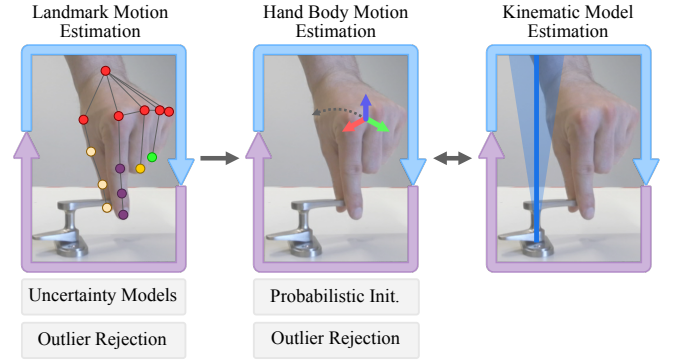 Landmark Motion
Estimation
Hand Body Motion
Estimation
Kinematic Model
Estimation
Uncertainty Models
Probabilistic Init.
Outlier Rejection
Outlier Rejection